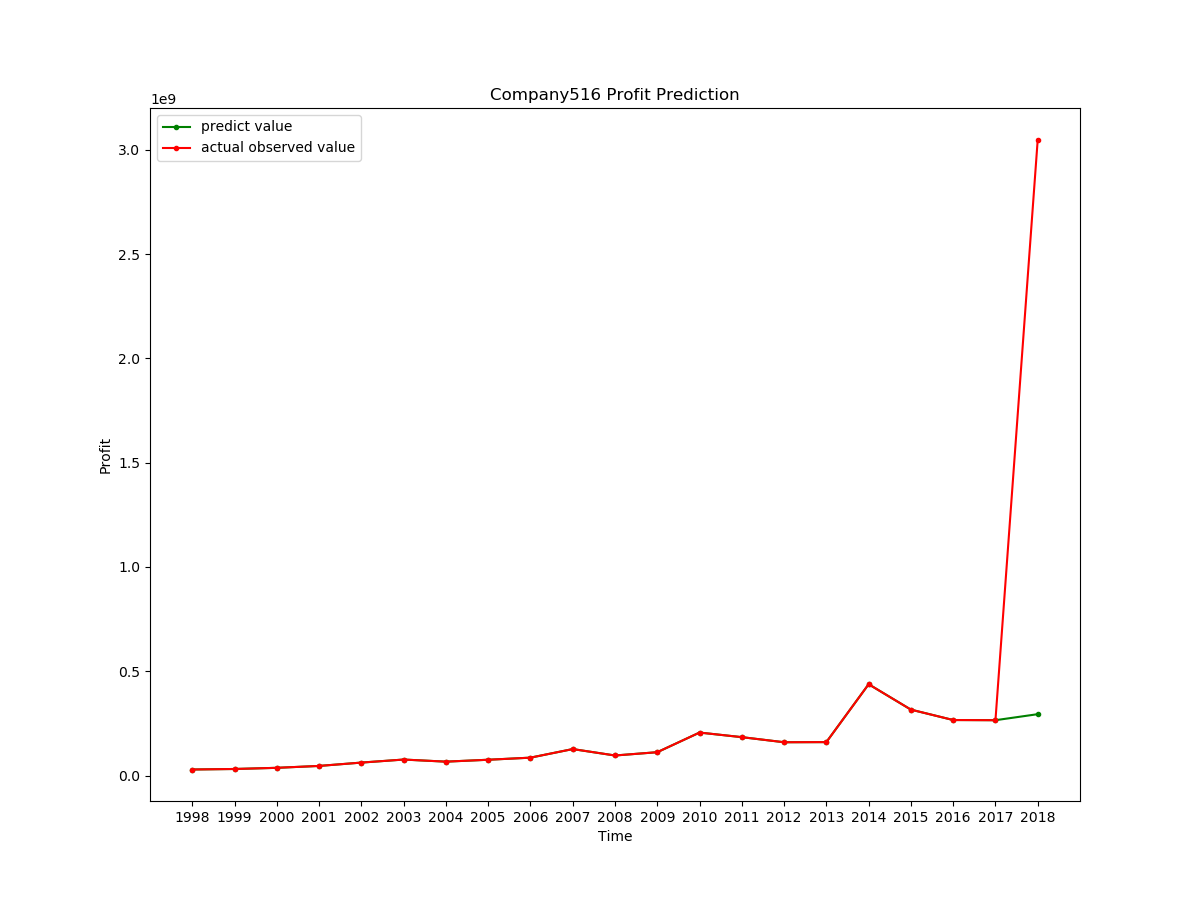 Company516 Profit Prediction
1e9
predict value
actual observed value
3.0
2.5
2.0
1.5
1.0
0.5
0.0
Profit
1998 1999 2000 2001 2002 2003 2004 2005 2006 2007 2008 2009 2010 2011 2012 2013 2014 2015 2016 2017 2018
Time